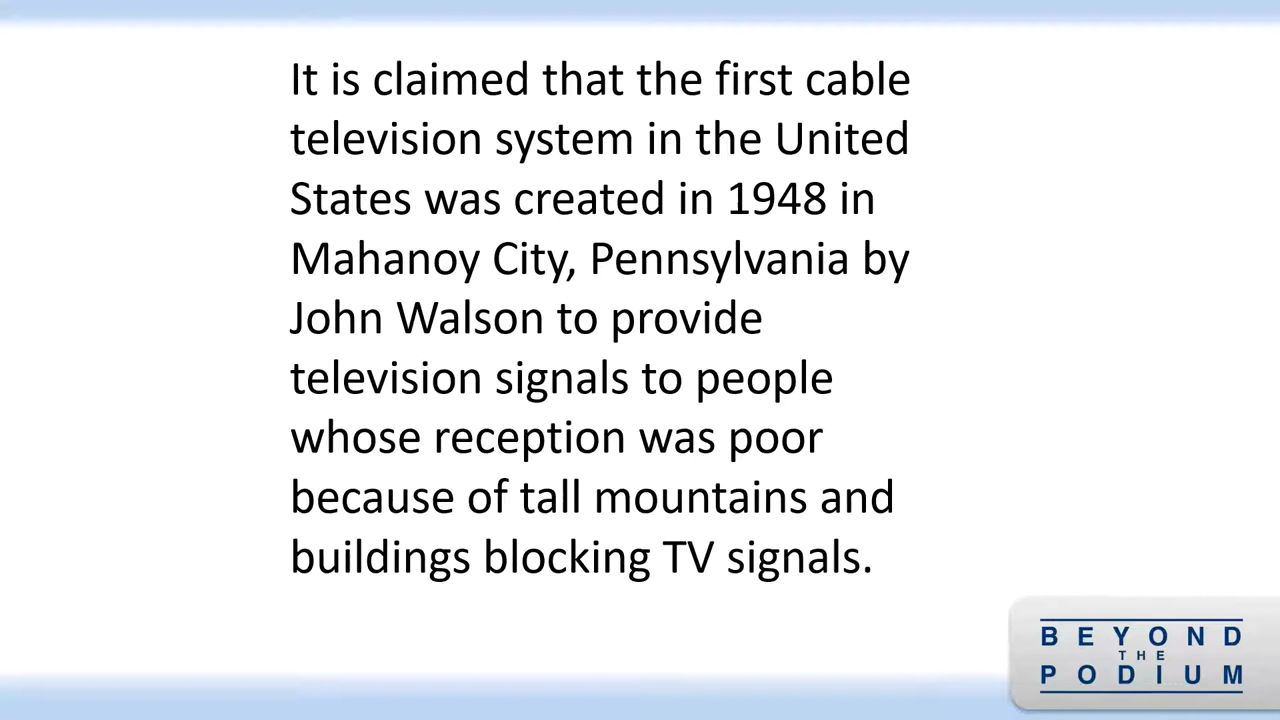 It is claimed that the first cable
television system in the United
States was created in 1948 in
Mahanoy City, Pennsylvania by
John Walson to provide
television signals to people
whose reception was poor
because of tall mountains and
buildings blocking TV signals.
BEYOND
THE
PODIUM